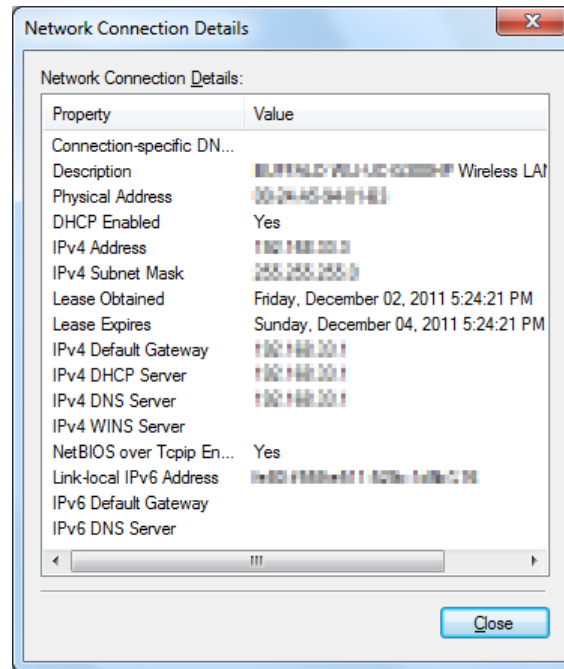 Network Connection Details
Network Connection Details:
Property Value
Connection-specific DN...
Description Wireless LAN
Physical Address
DHCP Enabled Yes
IPv4 Address
IPv4 Subnet Mask
Lease Obtained Friday, December 02, 2011 5:24:21 PM
Lease Expires Sunday, December 04, 2011 5:24:21 PM
IPv4 Default Gateway
IPv4 DHCP Server
IPv4 DNS Server
IPv4 WINS Server
NetBIOS over Tcpip En... Yes
Link-local IPv6 Address
IPv6 Default Gateway
IPv6 DNS Server
Close